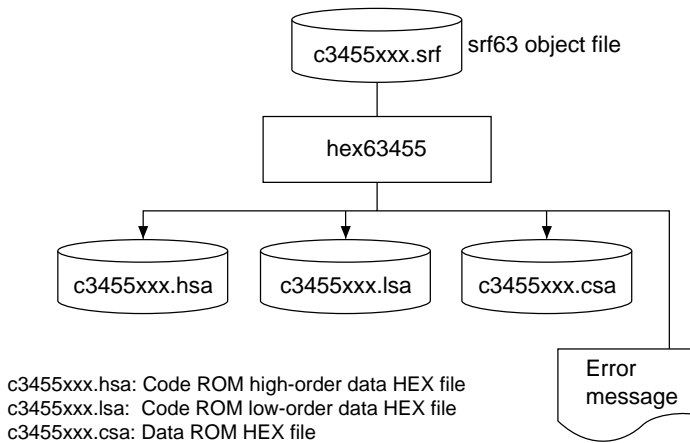 c3455xxx.srf
srf63 object file
hex63455
c3455xxx.hsa
c3455xxx.lsa
c3455xxx.csa
Error
message
c3455xxx.hsa: Code ROM high-order data HEX file
c3455xxx.lsa: Code ROM low-order data HEX file
c3455xxx.csa: Data ROM HEX file